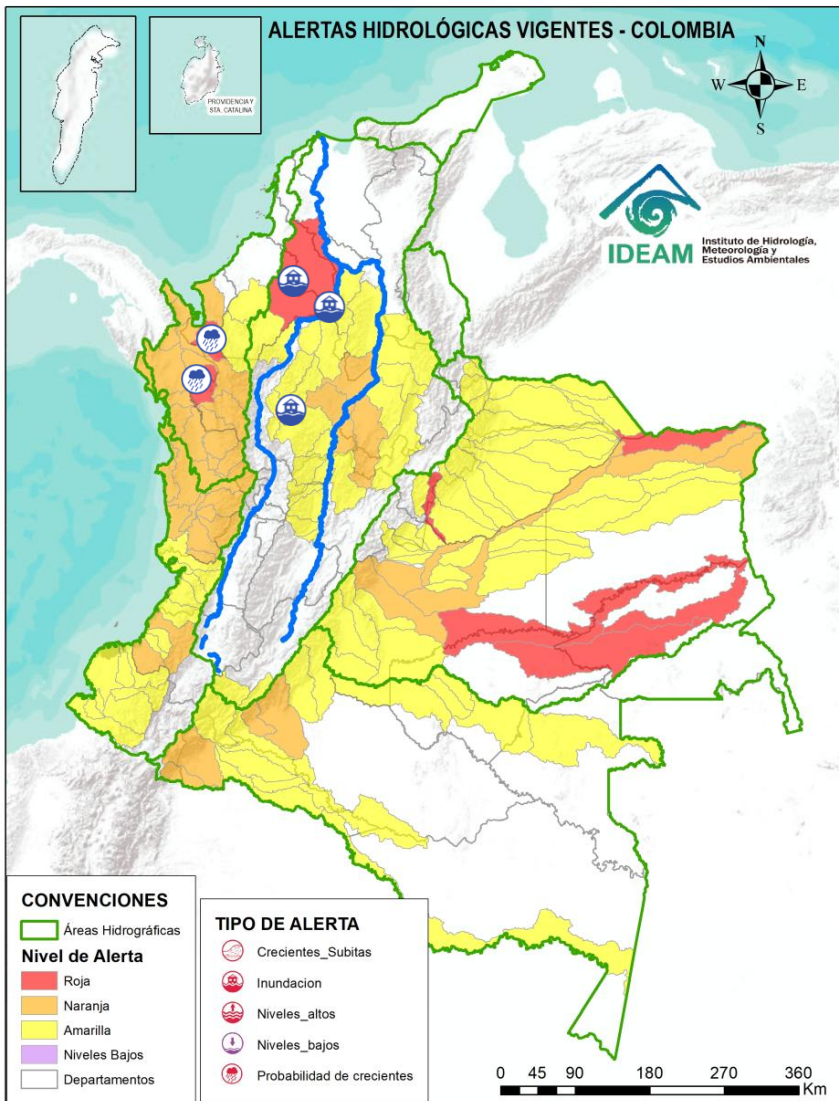 ALERTAS HIDROLÓGICAS VIGENTES - COLOMBIA
PROVIDENCIA Y
STA. CATALINA
N
W
E
S
IDEAM
Instituto de Hidrología,
Meteorología y
Estudios Ambientales
CONVENCIONES
Áreas Hidrográficas
Nivel de Alerta
Roja
Naranja
Amarilla
Niveles Bajos
Departamentos
TIPO DE ALERTA
Crecientes_Subitas
Inundacion
Niveles_altos
Niveles_bajos
Probabilidad de crecientes
0 45 90 180 270 360
Km